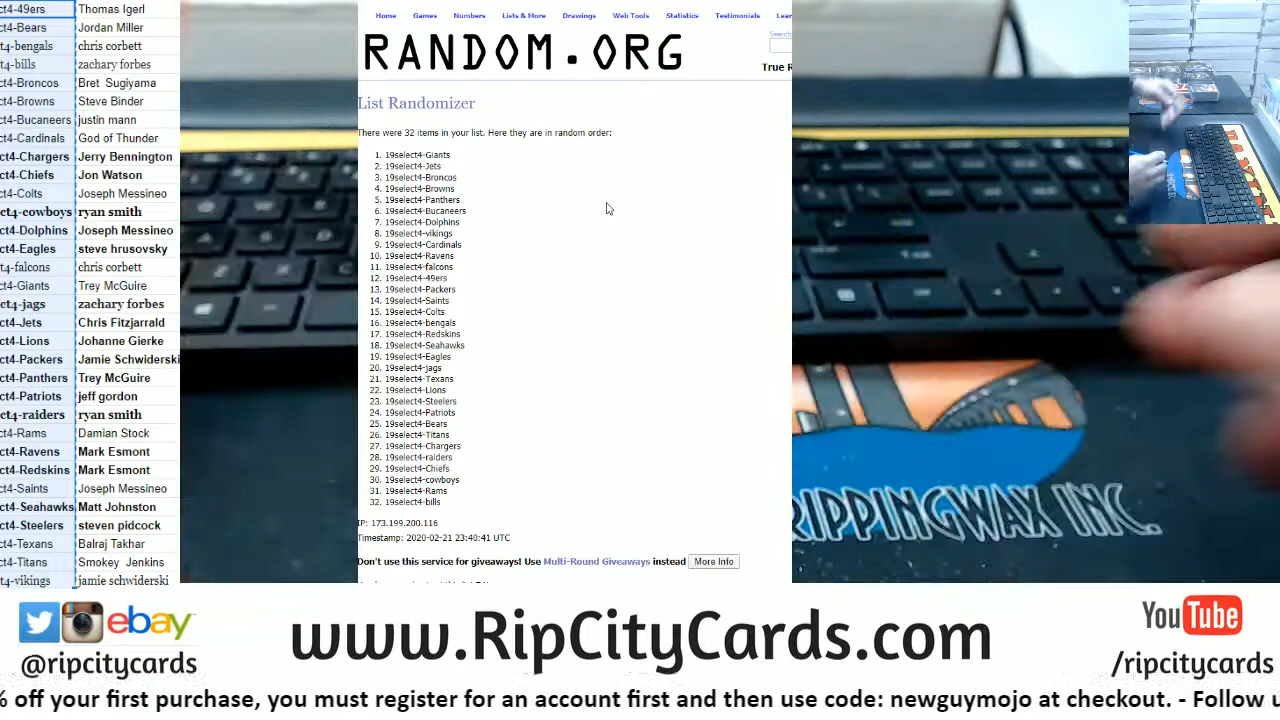 ct4-49ers Thomas Igerl
ct4-Bears Jordan Miller
t4-bengals chris corbett
t4-bills zachary forbes
ct4-Broncos Bret Sugiyama
ct4-Browns Steve Binder
ct4-Bucaneers justin mann
ct4-Cardinals God of Thunder
ct4-Chargers Jerry Bennington
ct4-Chiefs Jon Watson
ct4-Colts Joseph Messineo
ct4-cowboys ryan smith
ct4-Dolphins Joseph Messineo
ct4-Eagles steve hrusovsky
t4-falcons chris corbett
ct4-Giants Trey McGuire
ct4-jags zachary forbes
ct4-Jets Chris Fitzjarrald
ct4-Lions Johanne Gierke
ct4-Packers Jamie Schwiderski
ct4-Panthers Trey McGuire
ct4-Patriots jeff gordon
ct4-raiders ryan smith
ct4-Rams Damian Stock
ct4-Ravens Mark Esmont
ct4-Redskins Mark Esmont
ct4-Saints Joseph Messineo
ct4-Seahawks Matt Johnston
ct4-Steelers steven pidcock
ct4-Texans Balraj Takhar
ct4-Titans Smokey Jenkins
t4-vikings jamie schwiderski
Home Games Numbers Lists & More Drawings Web Tools Statistics Testimonials Lear
RANDOM.ORG
Search
True R
List Randomizer
There were 32 items in your list. Here they are in random order:
1. 19select4-Giants
2. 19select4-Jets
3. 19select4-Broncos
4. 19select4-Browns
5. 19select4-Panthers
6. 19select4-Bucaneers
7. 19select4-Dolphins
8. 19select4-vikings
9. 19select4-Cardinals
10. 19select4-Ravens
11. 19select4-falcons
12. 19select4-49ers
13. 19select4-Packers
14. 19select4-Saints
15. 19select4-Colts
16. 19select4-bengals
17. 19select4-Redskins
18. 19select4-Seahawks
19. 19select4-Eagles
20. 19select4-jags
21. 19select4-Texans
22. 19select4-Lions
23. 19select4-Steelers
24. 19select4-Patriots
25. 19select4-Bears
26. 19select4-Titans
27. 19select4-Chargers
28. 19select4-raiders
29. 19select4-Chiefs
30. 19select4-cowboys
31. 19select4-Rams
32. 19select4-bills
IP: 173.199.200.116
Timestamp: 2020-02-21 23:40:41 UTC
Don't use this service for giveaways! Use Multi-Round Giveaways instead More Info
RIPPINGWAX INC.
ebay
@ripcitycards
www.RipCityCards.com
YouTube
/ripcitycards
% off your first purchase, you must register for an account first and then use code: newguymojo at checkout. - Follow u